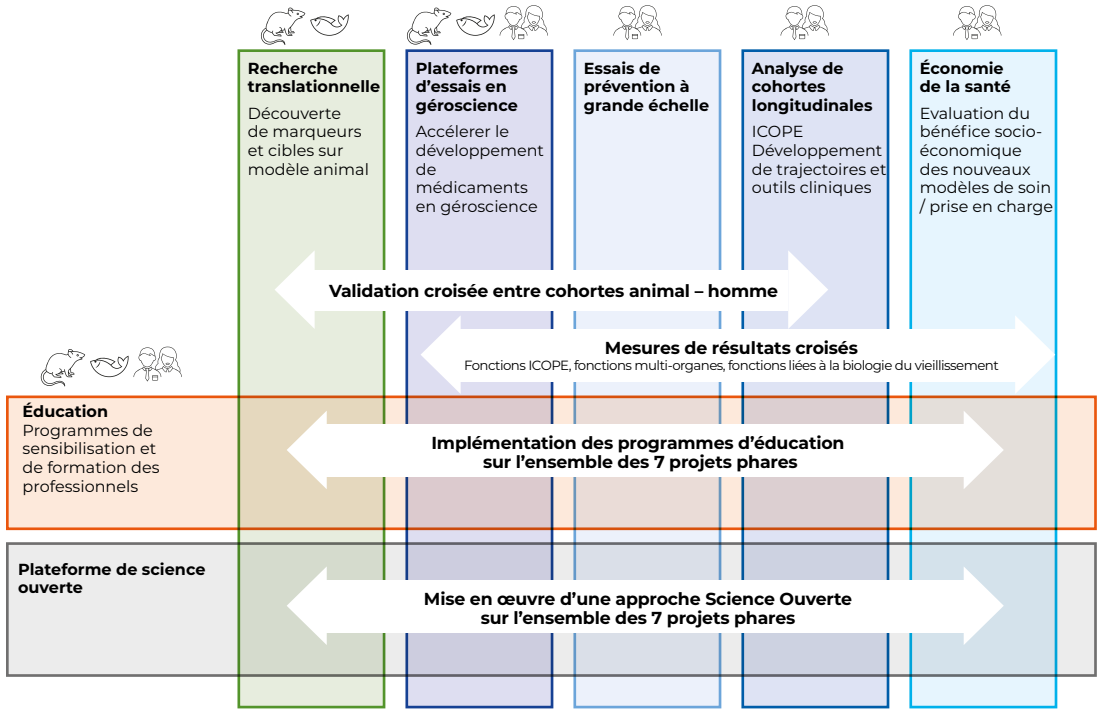 Recherche
translationnelle
Découverte
de marqueurs
et cibles sur
modèle animal
Plateformes
d’essais en
géroscience
Accélerer le
développement
de
médicaments
en géroscience
Essais de
prévention à
grande échelle
Analyse de
cohortes
longitudinales
ICOPE
Développement
de trajectoires et
outils cliniques
Économie
de la santé
Evaluation du
bénéfice socio-
économique
des nouveaux
modèles de soin
/ prise en charge
Validation croisée entre cohortes animal – homme
Mesures de résultats croisés
Fonctions ICOPE, fonctions multi-organes, fonctions liées à la biologie du vieillissement
Éducation
Programmes de
sensibilisation et
de formation des
professionnels
Implémentation des programmes d’éducation
sur l’ensemble des 7 projets phares
Plateforme de science
ouverte
Mise en œuvre d’une approche Science Ouverte
sur l’ensemble des 7 projets phares